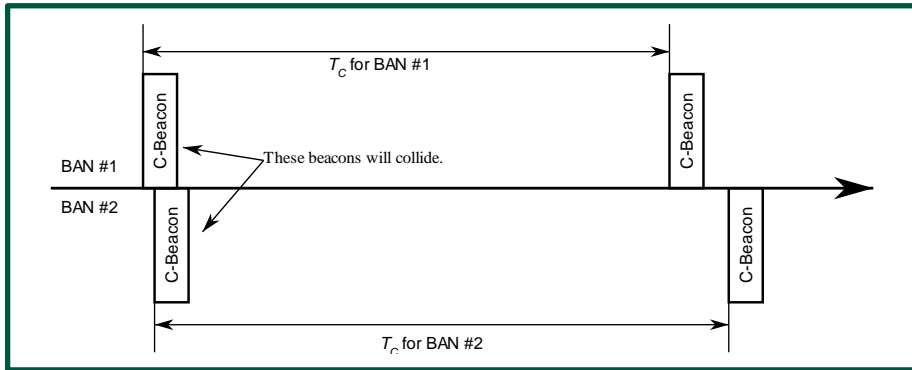 T_C for BAN #1
C-Beacon
C-Beacon
These beacons will collide.
BAN #1
BAN #2
C-Beacon
C-Beacon
T_C for BAN #2